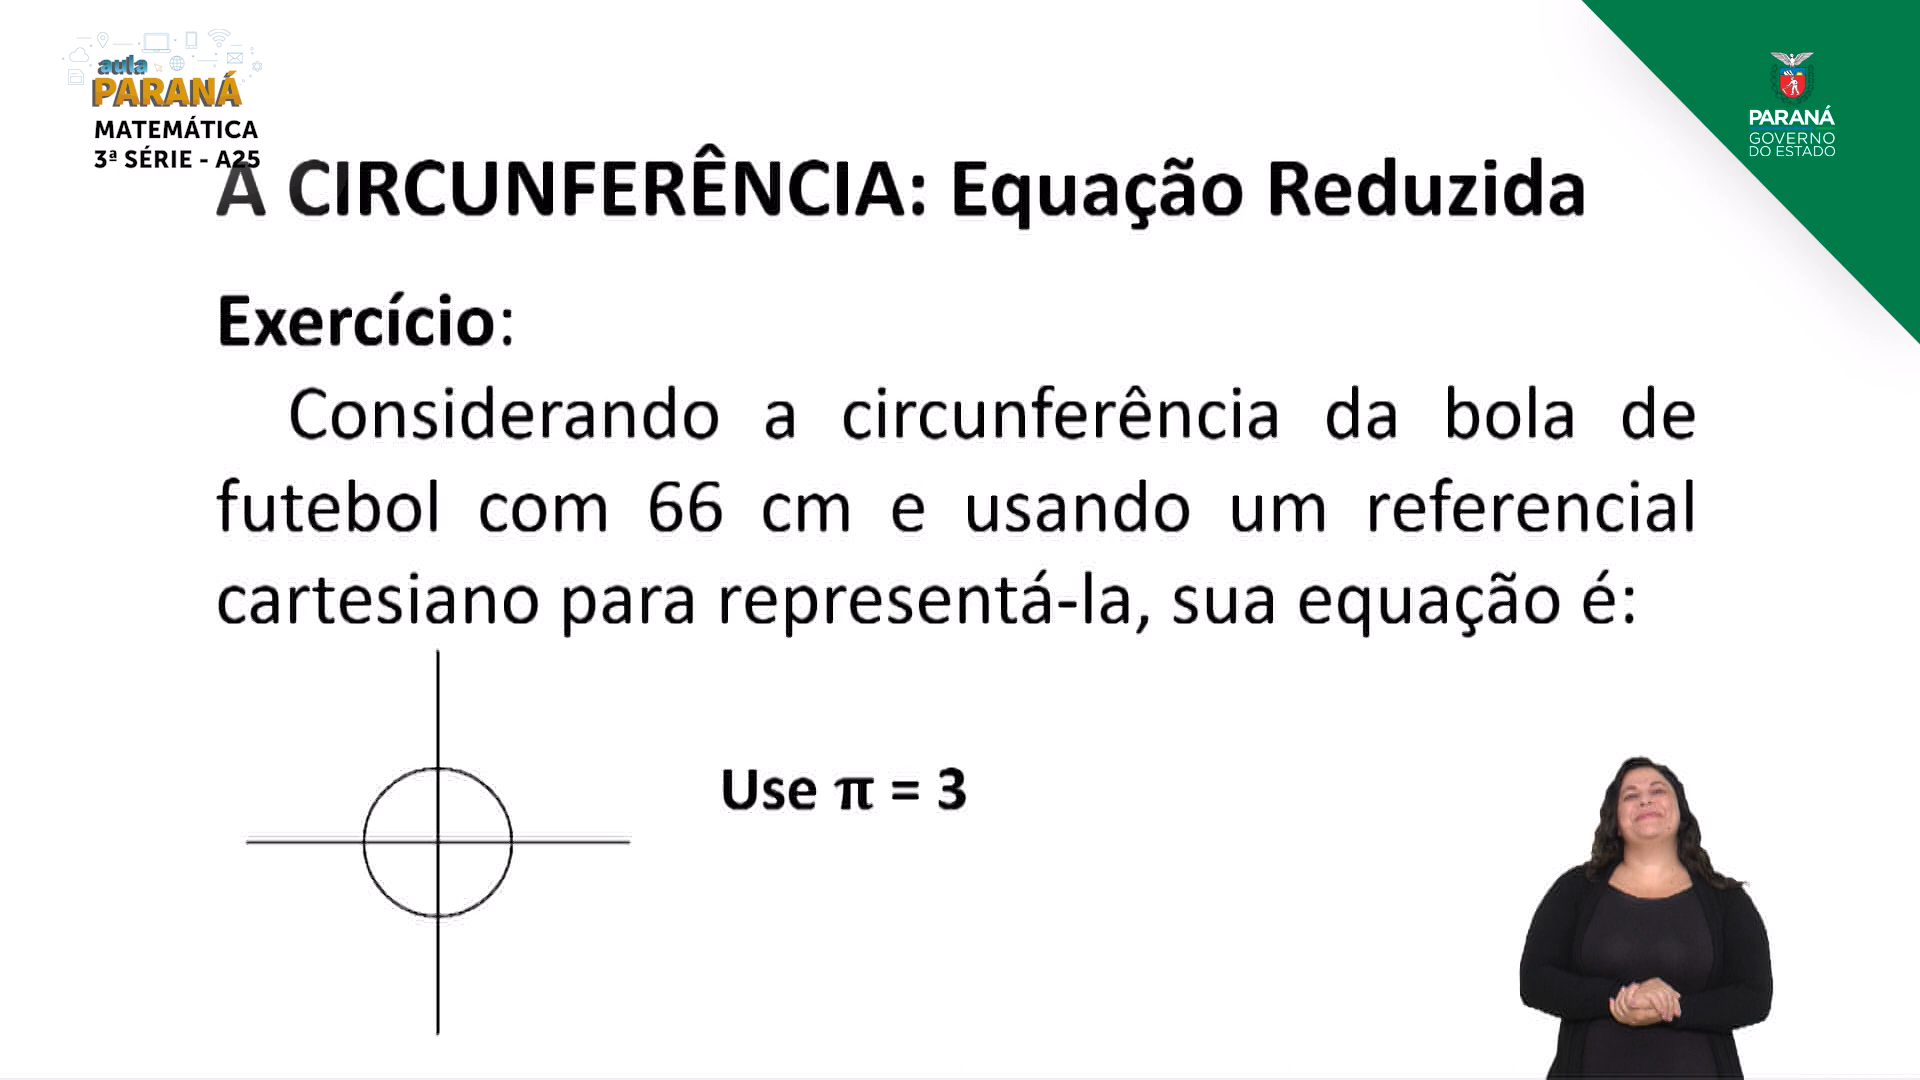 aula
PARANÁ
MATEMÁTICA
3ª SÉRIE - A25
PARANÁ
GOVERNO
DO ESTADO
A CIRCUNFERÊNCIA: Equação Reduzida
Exercício:
Considerando a circunferência da bola de
futebol com 66 cm e usando um referencial
cartesiano para representá-la, sua equação é:
Use π = 3